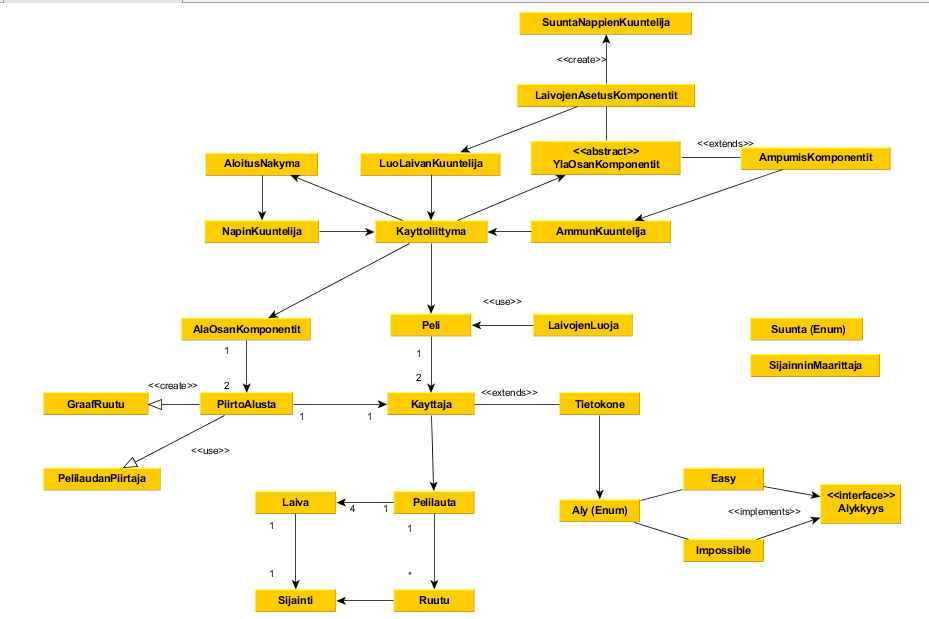 SuuntaNappienKuuntelija
<<create>>
LaivojenAsetusKomponentit
AloitusNakyma
LuoLaivanKuuntelija
<<abstract>>
YlaOsanKomponentit
<<extends>>
AmpumisKomponentit
NapinKuuntelija
Kayttoliittyma
AmmunKuuntelija
<<use>>
AlaOsanKomponentit
Peli
LaivojenLuoja
Suunta (Enum)
1
1
SijainninMaarittaja
2
2
<<create>>
<<extends>>
GraafRuutu
PiirtoAlusta
1
1
Kayttaja
Tietokone
<<use>>
PelilaudanPiirtaja
Easy
Laiva
4
1
Pelilauta
Aly (Enum)
<<implements>>
<<interface>>
Alykkyys
1
1
Impossible
1
*
Sijainti
Ruutu